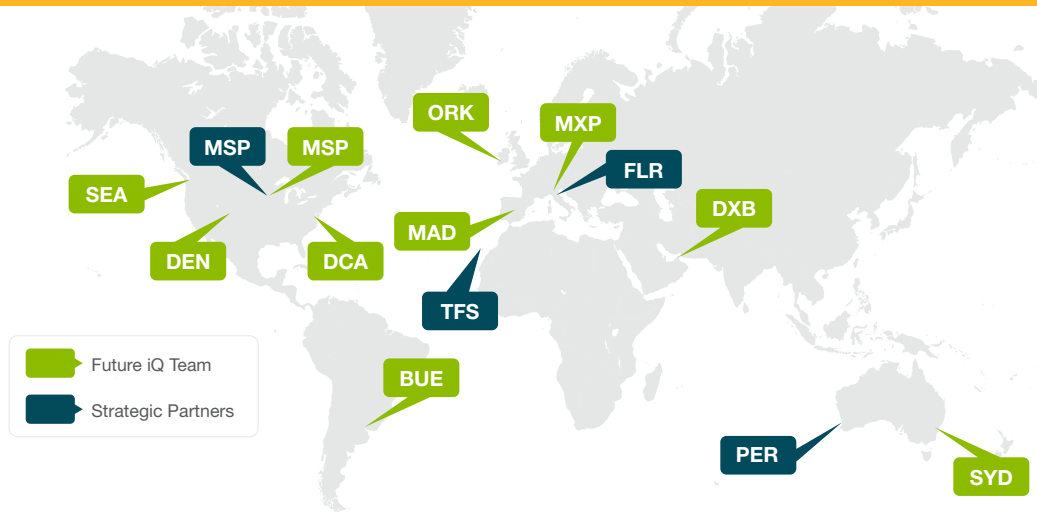 ORK
MXP
MSP
MSP
FLR
SEA
DXB
MAD
DEN
DCA
TFS
Future iQ Team
BUE
Strategic Partners
PER
SYD